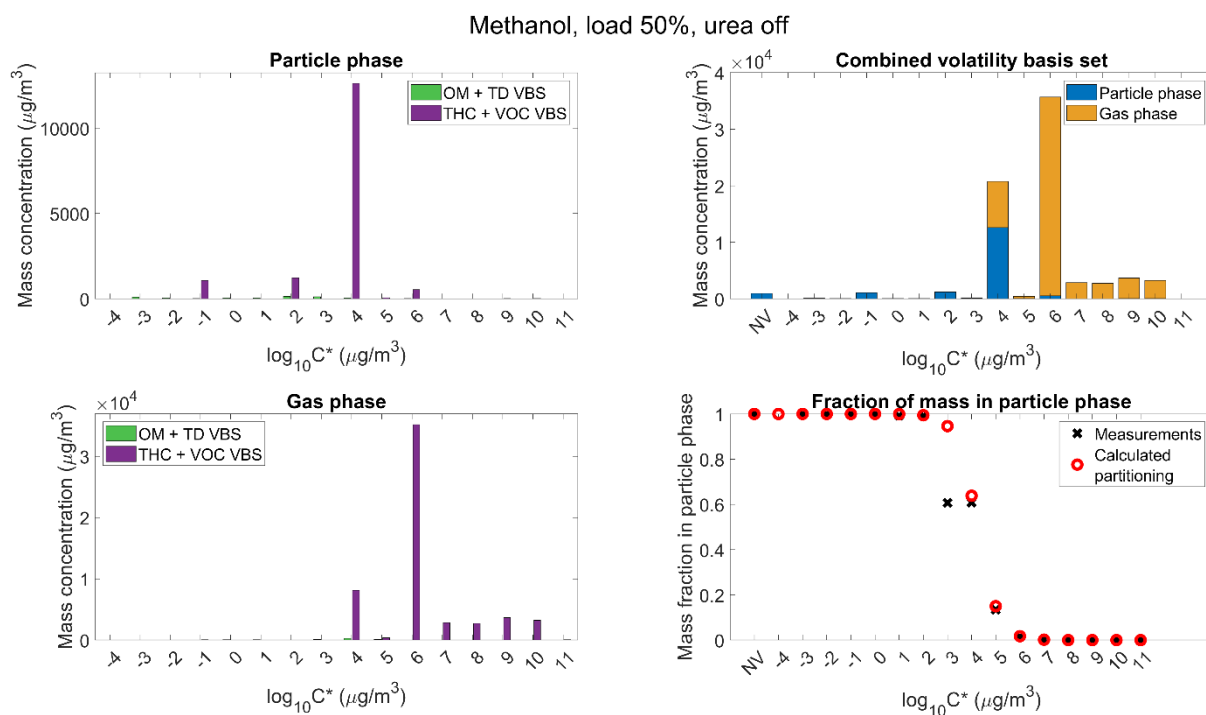 Methanol, load 50%, urea off
Particle phase
Mass concentration (μg/m³)
10000
5000
0
OM + TD VBS
THC + VOC VBS
-4 -3 -2 -1 0 1 2 3 4 5 6 7 8 9 10 11
log₁₀C* (μg/m³)
Combined volatility basis set
×10⁴
Mass concentration (μg/m³)
4
3
2
1
0
Particle phase
Gas phase
NV -4 -3 -2 -1 0 1 2 3 4 5 6 7 8 9 10 11
log₁₀C* (μg/m³)
Gas phase
×10⁴
Mass concentration (μg/m³)
3
2
1
0
OM + TD VBS
THC + VOC VBS
-4 -3 -2 -1 0 1 2 3 4 5 6 7 8 9 10 11
log₁₀C* (μg/m³)
Fraction of mass in particle phase
Mass fraction in particle phase
1
0.8
0.6
0.4
0.2
0
Measurements
Calculated
partitioning
NV -4 -3 -2 -1 0 1 2 3 4 5 6 7 8 9 10 11
log₁₀C* (μg/m³)